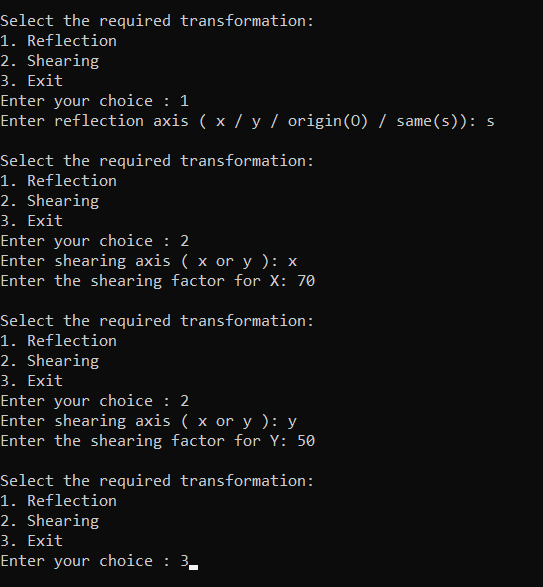 Select the required transformation:
1. Reflection
2. Shearing
3. Exit
Enter your choice : 1
Enter reflection axis ( x / y / origin(O) / same(s)): s

Select the required transformation:
1. Reflection
2. Shearing
3. Exit
Enter your choice : 2
Enter shearing axis ( x or y ): x
Enter the shearing factor for X: 70

Select the required transformation:
1. Reflection
2. Shearing
3. Exit
Enter your choice : 2
Enter shearing axis ( x or y ): y
Enter the shearing factor for Y: 50

Select the required transformation:
1. Reflection
2. Shearing
3. Exit
Enter your choice : 3